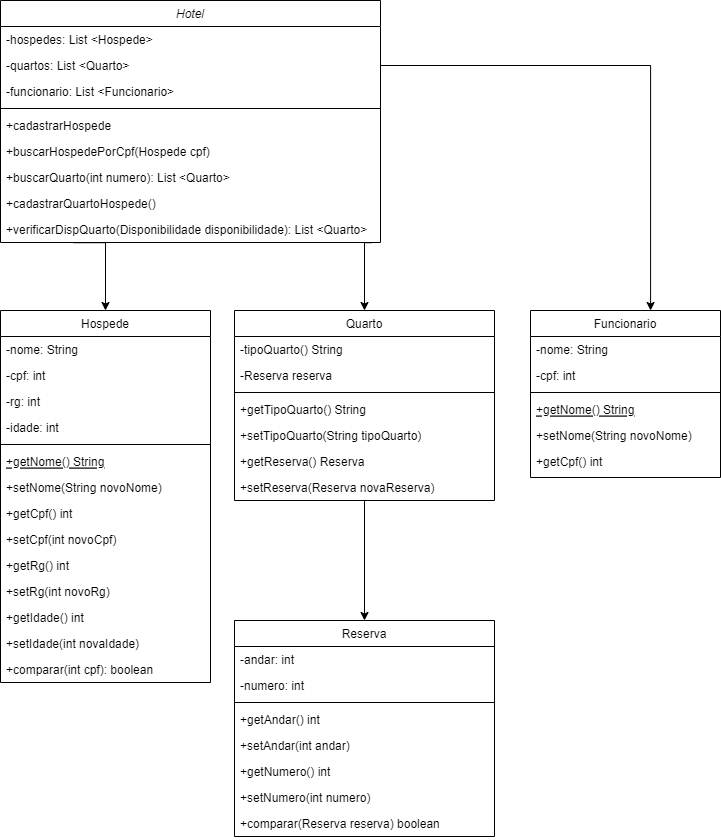 Hotel
-hospedes: List <Hospede>
-quartos: List <Quarto>
-funcionario: List <Funcionario>
+cadastrarHospede
+buscarHospedePorCpf(Hospede cpf)
+buscarQuarto(int numero): List <Quarto>
+cadastrarQuartoHospede()
+verificarDispQuarto(Disponibilidade disponibilidade): List <Quarto>
Hospede
-nome: String
-cpf: int
-rg: int
-idade: int
+getNome() String
+setNome(String novoNome)
+getCpf() int
+setCpf(int novoCpf)
+getRg() int
+setRg(int novoRg)
+getIdade() int
+setIdade(int novaIdade)
+comparar(int cpf): boolean
Quarto
-tipoQuarto() String
-Reserva reserva
+getTipoQuarto() String
+setTipoQuarto(String tipoQuarto)
+getReserva() Reserva
+setReserva(Reserva novaReserva)
Funcionario
-nome: String
-cpf: int
+getNome() String
+setNome(String novoNome)
+getCpf() int
Reserva
-andar: int
-numero: int
+getAndar() int
+setAndar(int andar)
+getNumero() int
+setNumero(int numero)
+comparar(Reserva reserva) boolean